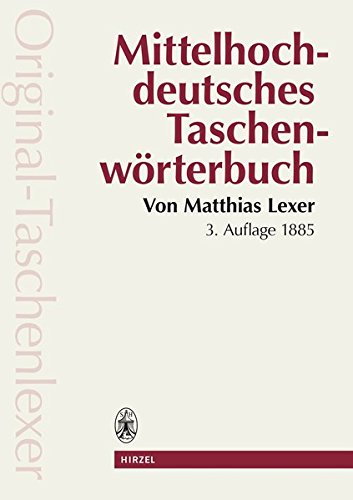 Original-Taschenlexer
Mittelhoch-
deutsches
Taschen-
wörterbuch
Von Matthias Lexer
3. Auflage 1885
S H
HIRZEL